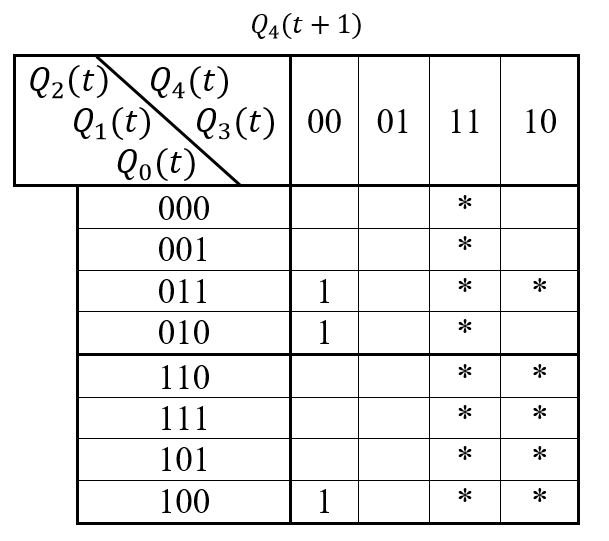 Q₄(t + 1)
Q₂(t) Q₄(t)
Q₁(t) Q₃(t) 00 01 11 10
Q₀(t)
000 *
001 *
011 1 * *
010 1 *
110 * *
111 * *
101 * *
100 1 * *